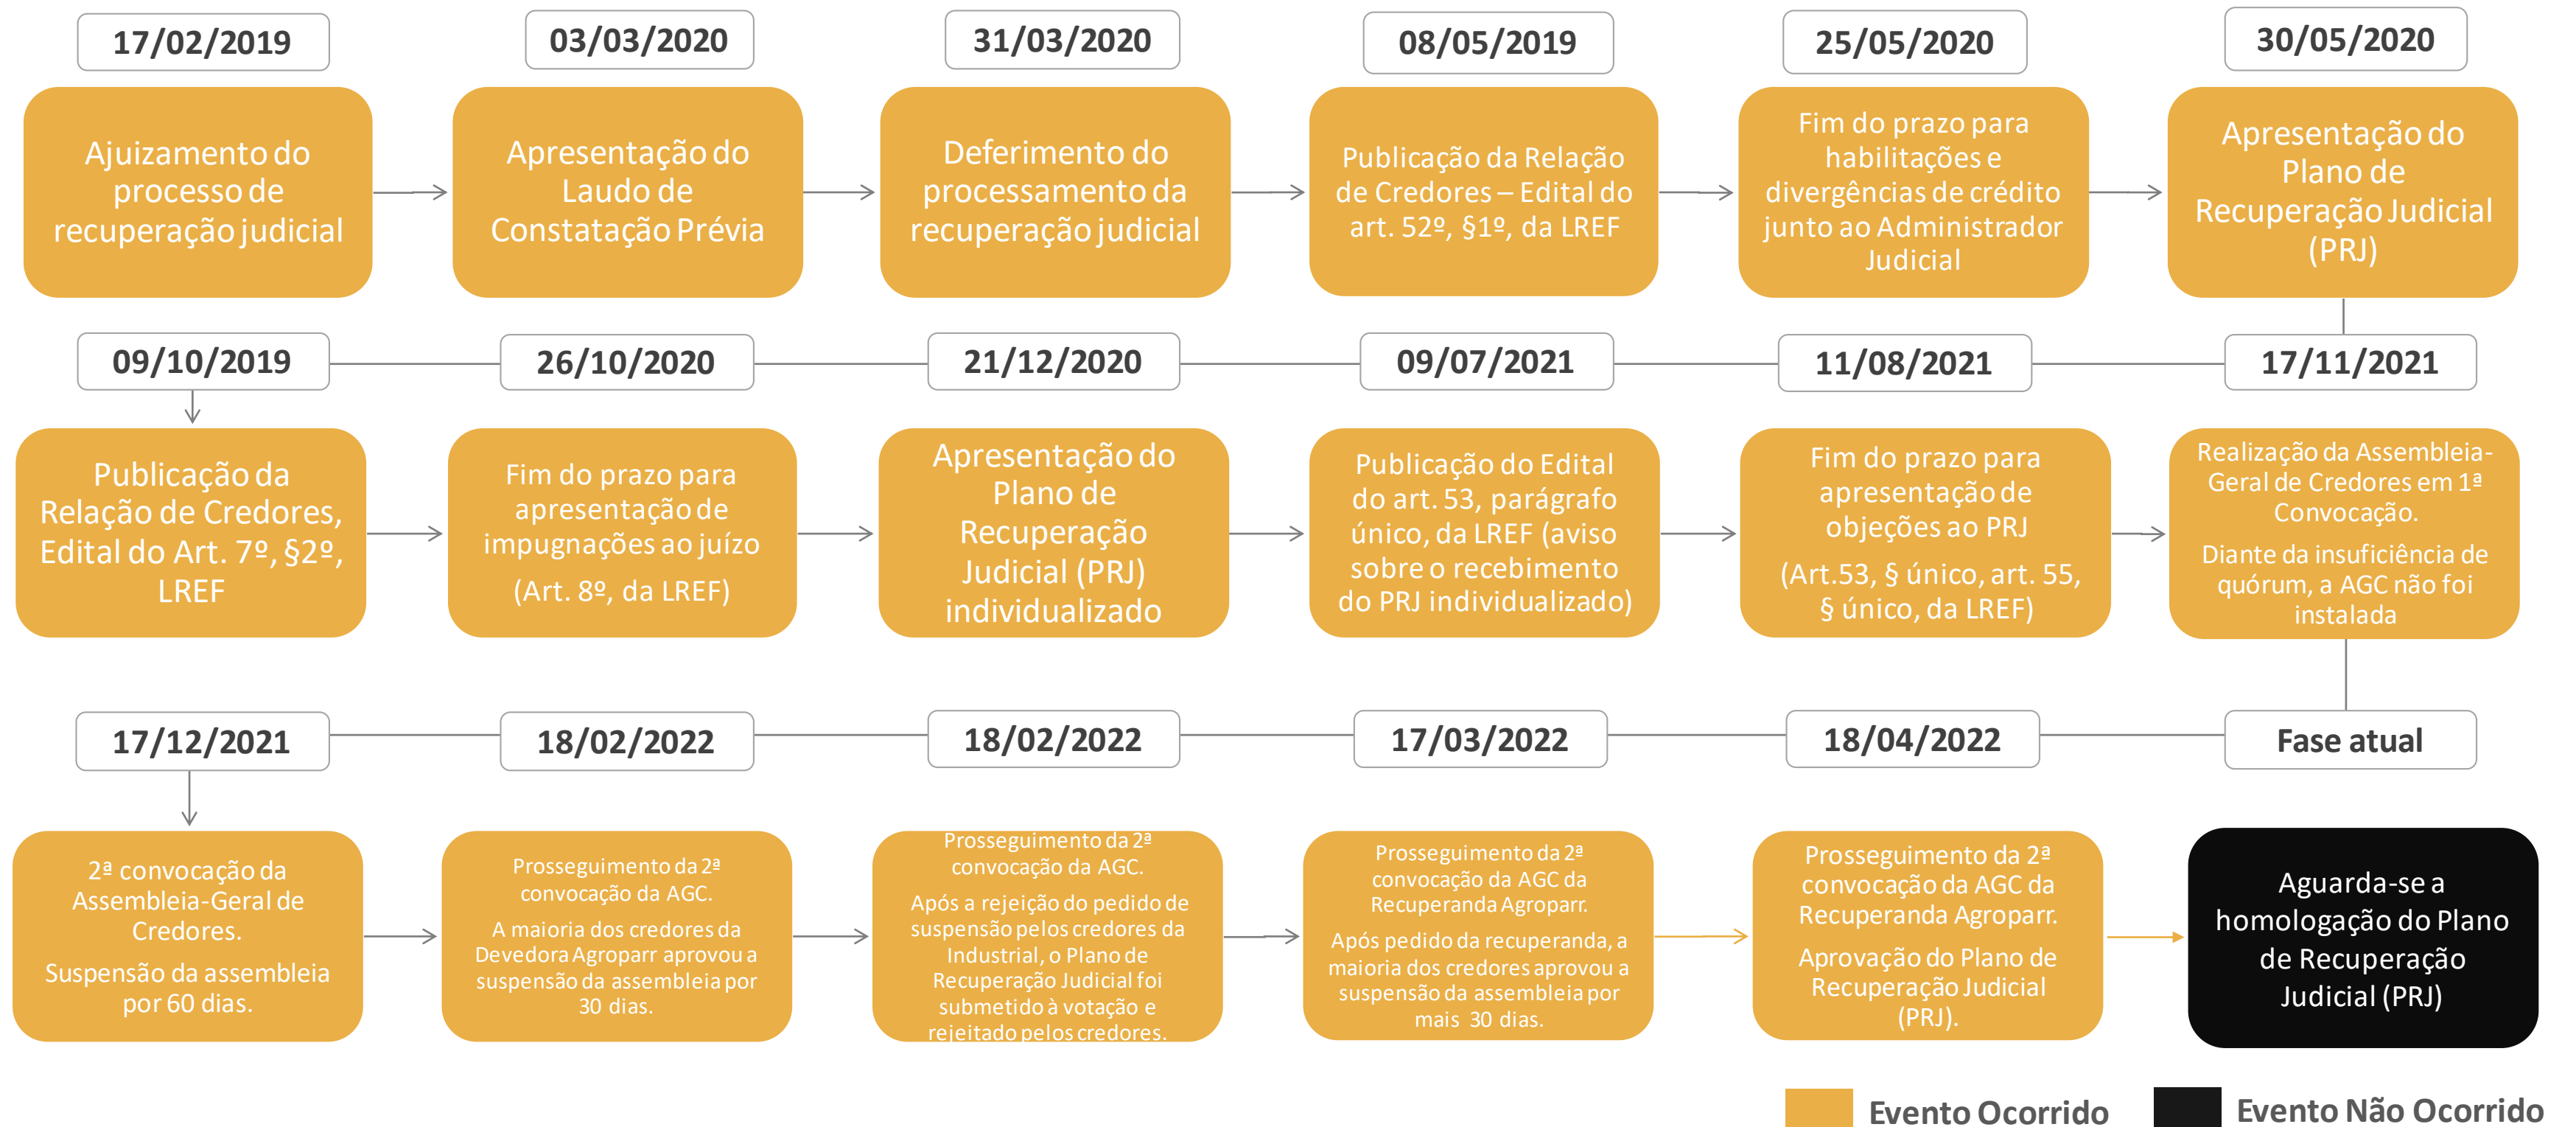 17/02/2019
03/03/2020
31/03/2020
08/05/2019
25/05/2020
30/05/2020
Ajuizamento do
processo de
recuperação judicial
Apresentação do
Laudo de
Constatação Prévia
Deferimento do
processamento da
recuperação judicial
Publicação da Relação
de Credores – Edital do
art. 52º, §1º, da LREF
Fim do prazo para
habilitações e
divergências de crédito
junto ao Administrador
Judicial
Apresentação do
Plano de
Recuperação Judicial
(PRJ)
09/10/2019
26/10/2020
21/12/2020
09/07/2021
11/08/2021
17/11/2021
Publicação da
Relação de Credores,
Edital do Art. 7º, §2º,
LREF
Fim do prazo para
apresentação de
impugnações ao juízo
(Art. 8º, da LREF)
Apresentação do
Plano de
Recuperação
Judicial (PRJ)
individualizado
Publicação do Edital
do art. 53, parágrafo
único, da LREF (aviso
sobre o recebimento
do PRJ individualizado)
Fim do prazo para
apresentação de
objeções ao PRJ
(Art.53, § único, art. 55,
§ único, da LREF)
Realização da Assembleia-
Geral de Credores em 1ª
Convocação.
Diante da insuficiência de
quórum, a AGC não foi
instalada
17/12/2021
18/02/2022
18/02/2022
17/03/2022
18/04/2022
Fase atual
2ª convocação da
Assembleia-Geral de
Credores.
Suspensão da assembleia
por 60 dias.
Prosseguimento da 2ª
convocação da AGC.
A maioria dos credores da
Devedora Agroparr aprovou a
suspensão da assembleia por
30 dias.
Prosseguimento da 2ª
convocação da AGC.
Após a rejeição do pedido de
suspensão pelos credores da
Industrial, o Plano de
Recuperação Judicial foi
submetido à votação e
rejeitado pelos credores.
Prosseguimento da 2ª
convocação da AGC da
Recuperanda Agroparr.
Após pedido da recuperanda, a
maioria dos credores aprovou a
suspensão da assembleia por
mais 30 dias.
Prosseguimento da 2ª
convocação da AGC da
Recuperanda Agroparr.
Aprovação do Plano de
Recuperação Judicial
(PRJ).
Aguarda-se a
homologação do Plano
de Recuperação
Judicial (PRJ)
Evento Ocorrido
Evento Não Ocorrido